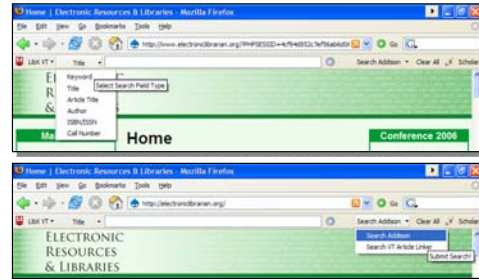 Home | Electronic Resources & Libraries - Mozilla Firefox
File Edit View Go Bookmarks Tools Help
Go
LibX VT Title Search Addison Clear All Scholar
Keyword
Title
Select Search Field Type
Article Title
Author
ISBN/ISSN
Call Number
Home
Conference 2006
Home | Electronic Resources & Libraries - Mozilla Firefox
File Edit View Go Bookmarks Tools Help
http://electroniclibrarian.org/
Go
LibX VT Title Search Addison Clear All Scholar
Search Addison
Search VT Article Linker
Submit Search!
ELECTRONIC
RESOURCES
& LIBRARIES